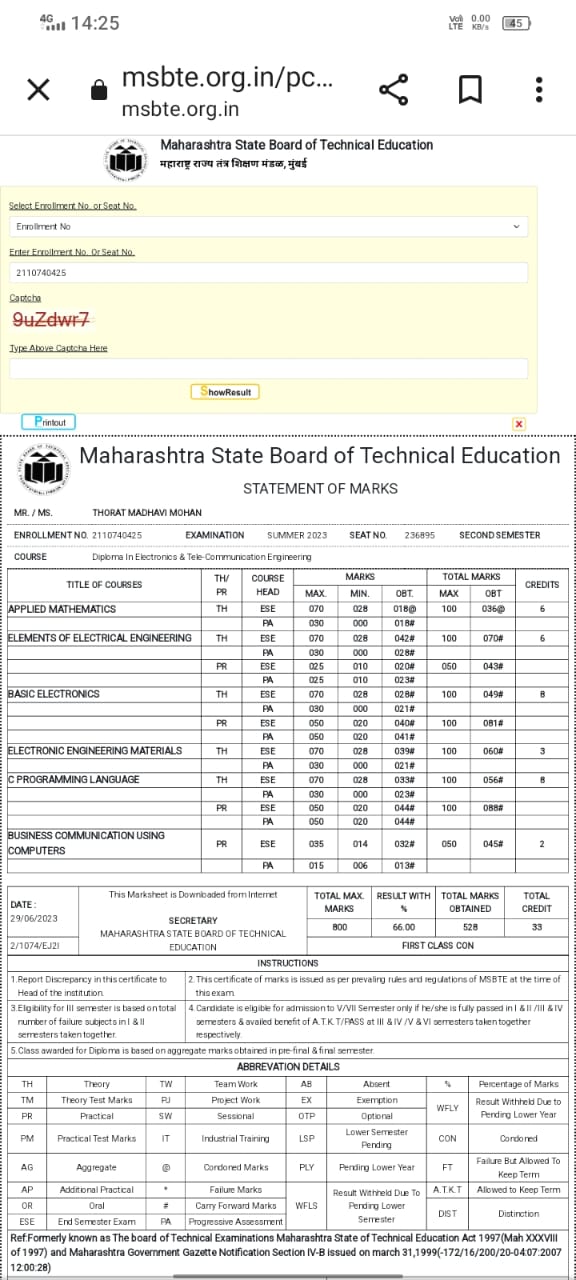 4G 14:25 Vo) LTE 0.00 KB/s 45
msbte.org.in/pc...
msbte.org.in
Maharashtra State Board of Technical Education
महाराष्ट्र राज्य तंत्र शिक्षण मंडळ, मुंबई
Select Enrollment No. or Seat No.
Enrollment No
Enter Enrollment No. Or Seat No.
2110740425
Captcha
9uZdwr7
Type Above Captcha Here
ShowResult
Printout x
Maharashtra State Board of Technical Education
STATEMENT OF MARKS
MR. / MS. THORAT MADHAVI MOHAN
ENROLLMENT NO. 2110740425 EXAMINATION SUMMER 2023 SEAT NO. 236895 SECOND SEMESTER
COURSE Diploma In Electronics & Tele-Communication Engineering
TITLE OF COURSES TH/ PR COURSE HEAD MARKS TOTAL MARKS CREDITS
MAX. MIN. OBT. MAX OBT
APPLIED MATHEMATICS TH ESE 070 028 018@ 100 036@ 6
PA 030 000 018#
ELEMENTS OF ELECTRICAL ENGINEERING TH ESE 070 028 042# 100 070# 6
PA 030 000 028#
PR ESE 025 010 020# 050 043#
PA 025 010 023#
BASIC ELECTRONICS TH ESE 070 028 028# 100 049# 8
PA 030 000 021#
PR ESE 050 020 040# 100 081#
PA 050 020 041#
ELECTRONIC ENGINEERING MATERIALS TH ESE 070 028 039# 100 060# 3
PA 030 000 021#
C PROGRAMMING LANGUAGE TH ESE 070 028 033# 100 056# 8
PA 030 000 023#
PR ESE 050 020 044# 100 088#
PA 050 020 044#
BUSINESS COMMUNICATION USING
COMPUTERS PR ESE 035 014 032# 050 045# 2
PA 015 006 013#
DATE :
29/06/2023
2/1074/EJ2I
This Marksheet is Downloaded from Internet
SECRETARY
MAHARASHTRA STATE BOARD OF TECHNICAL
EDUCATION
TOTAL MAX. MARKS RESULT WITH % TOTAL MARKS OBTAINED TOTAL CREDIT
800 66.00 528 33
FIRST CLASS CON
INSTRUCTIONS
1.Report Discrepancy in this certificate to
Head of the institution.
2.This certificate of marks is issued as per prevaling rules and regulations of MSBTE at the time of
this exam.
3.Eligibility for III semester is based on total
number of failure subjects in I & II
semesters taken together.
4.Candidate is eligible for admission to V/VII Semester only if he/she is fully passed in I & II /III & IV
semesters & availed benefit of A.T.K.T/PASS at III & IV /V & VI semesters taken together
respectively.
5.Class awarded for Diploma is based on aggregate marks obtained in pre-final & final semester.
ABBREVATION DETAILS
TH Theory TW Team Work AB Absent % Percentage of Marks
TM Theory Test Marks PJ Project Work EX Exemption WFLY Result Withheld Due to Pending Lower Year
PR Practical SW Sessional OTP Optional
PM Practical Test Marks IT Industrial Training LSP Lower Semester Pending CON Condoned
AG Aggregate @ Condoned Marks PLY Pending Lower Year FT Failure But Allowed To Keep Term
AP Additional Practical * Failure Marks WFLS Result Withheld Due To Pending Lower Semester A.T.K.T Allowed to Keep Term
OR Oral # Carry Forward Marks DIST Distinction
ESE End Semester Exam PA Progressive Assessment
Ref:Formerly known as The board of Technical Examinations Maharashtra State of Technical Education Act 1997(Mah XXXVIII
of 1997) and Maharashtra Government Gazette Notification Section IV-B issued on march 31,1999(-172/16/200/20-04:07:2007
12:00:28)